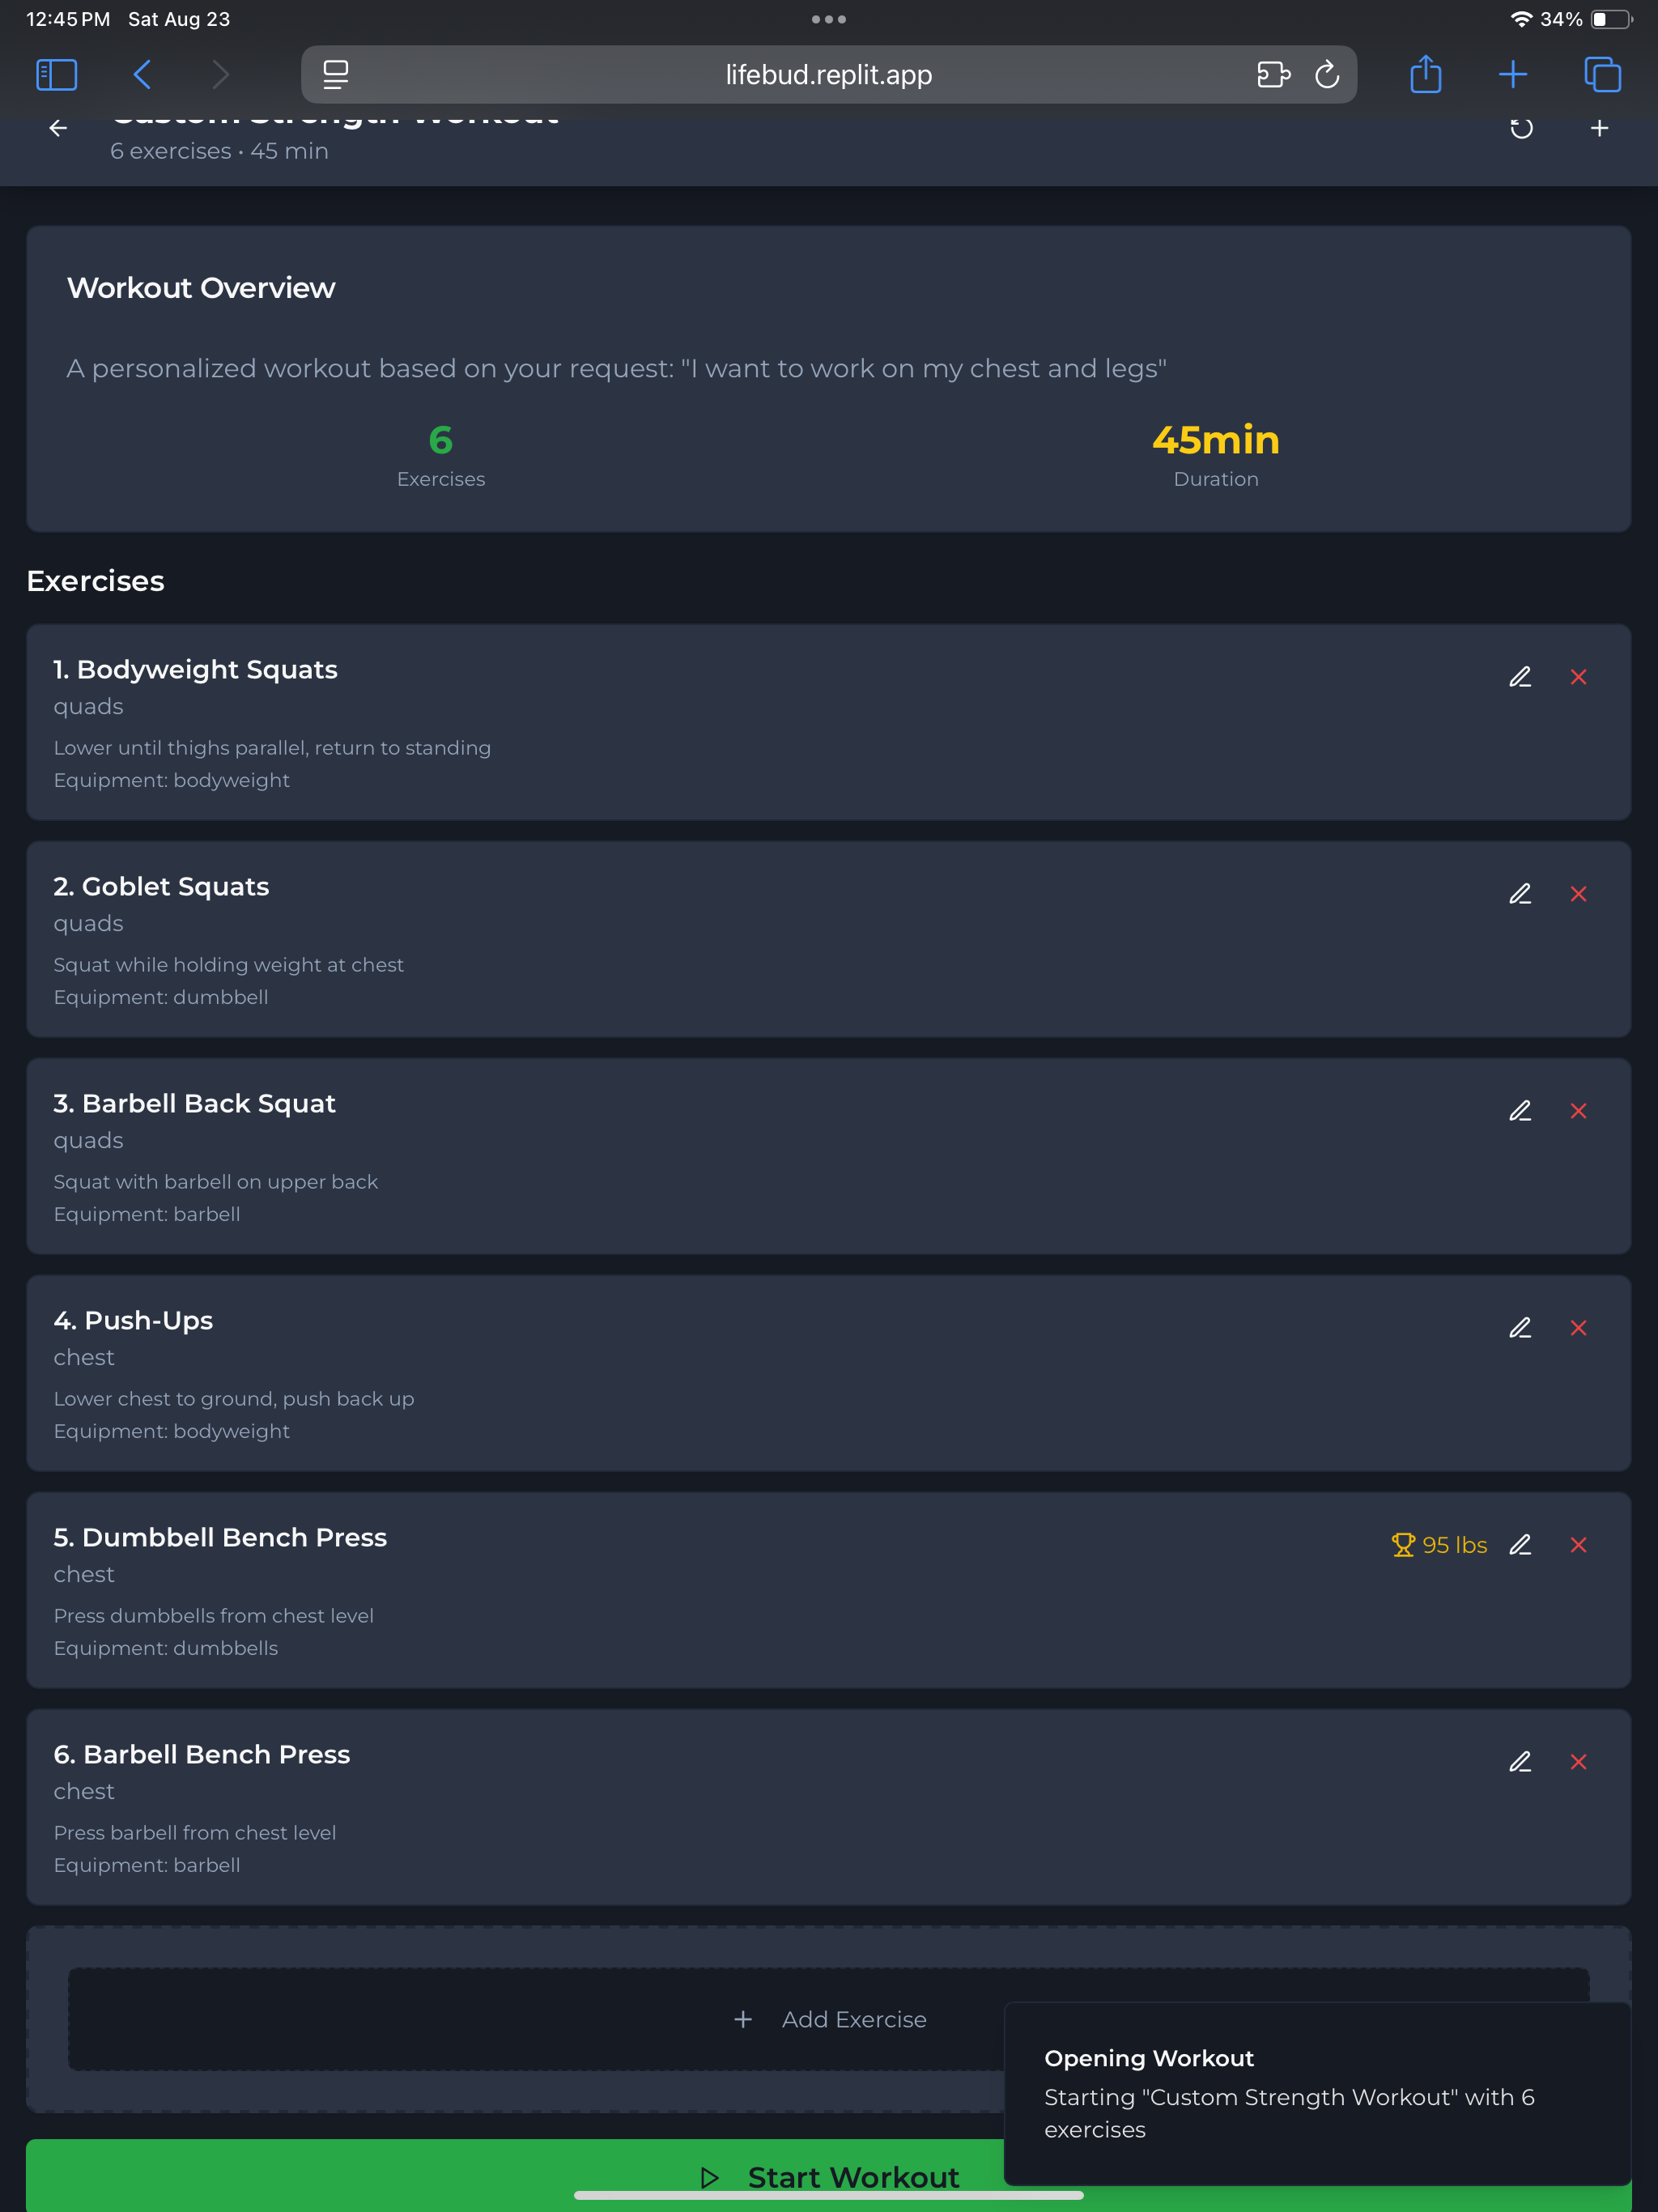 12:45 PM Sat Aug 23
34%
lifebud.replit.app
Custom Strength Workout
6 exercises • 45 min
Workout Overview
A personalized workout based on your request: "I want to work on my chest and legs"
6
Exercises
45min
Duration
Exercises
1. Bodyweight Squats
quads
Lower until thighs parallel, return to standing
Equipment: bodyweight
2. Goblet Squats
quads
Squat while holding weight at chest
Equipment: dumbbell
3. Barbell Back Squat
quads
Squat with barbell on upper back
Equipment: barbell
4. Push-Ups
chest
Lower chest to ground, push back up
Equipment: bodyweight
5. Dumbbell Bench Press
95 lbs
chest
Press dumbbells from chest level
Equipment: dumbbells
6. Barbell Bench Press
chest
Press barbell from chest level
Equipment: barbell
Add Exercise
Opening Workout
Starting "Custom Strength Workout" with 6
exercises
Start Workout